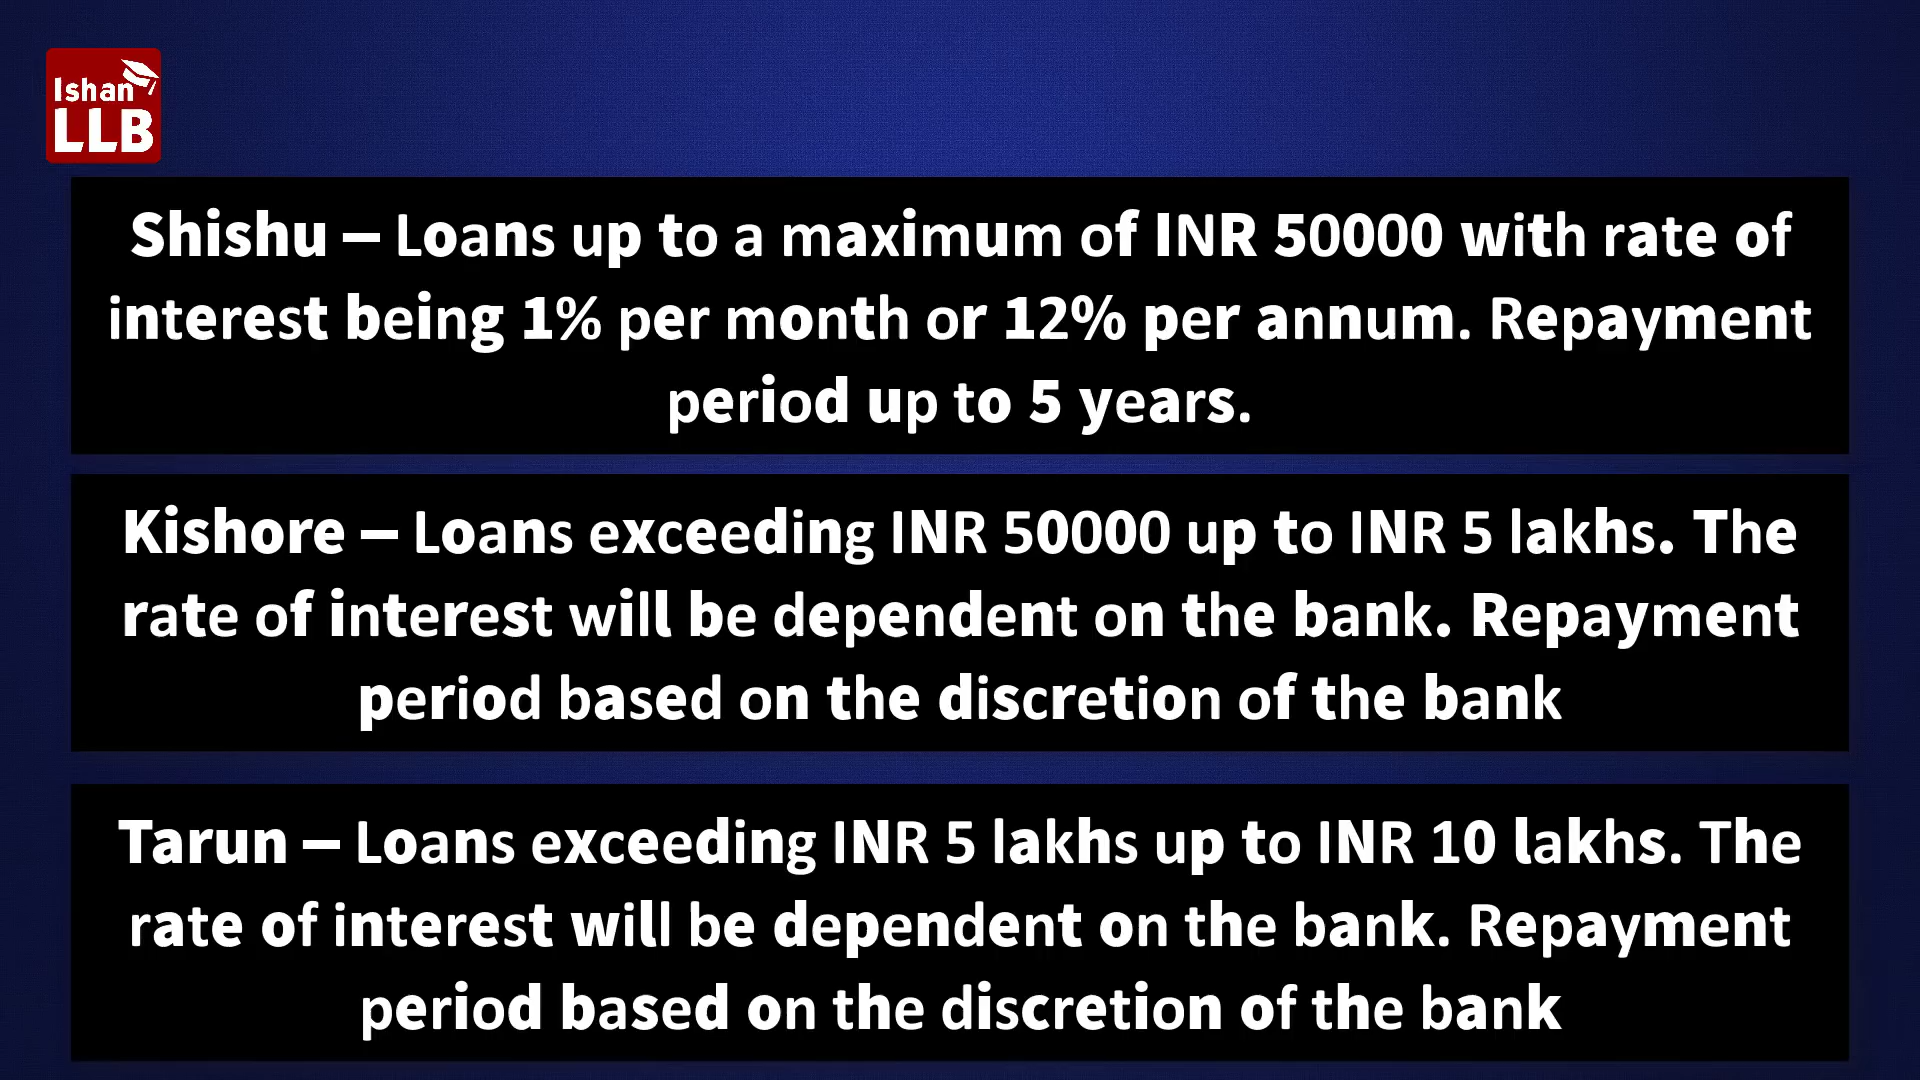 Ishan
LLB
Shishu – Loans up to a maximum of INR 50000 with rate of
interest being 1% per month or 12% per annum. Repayment
period up to 5 years.
Kishore – Loans exceeding INR 50000 up to INR 5 lakhs. The
rate of interest will be dependent on the bank. Repayment
period based on the discretion of the bank
Tarun – Loans exceeding INR 5 lakhs up to INR 10 lakhs. The
rate of interest will be dependent on the bank. Repayment
period based on the discretion of the bank